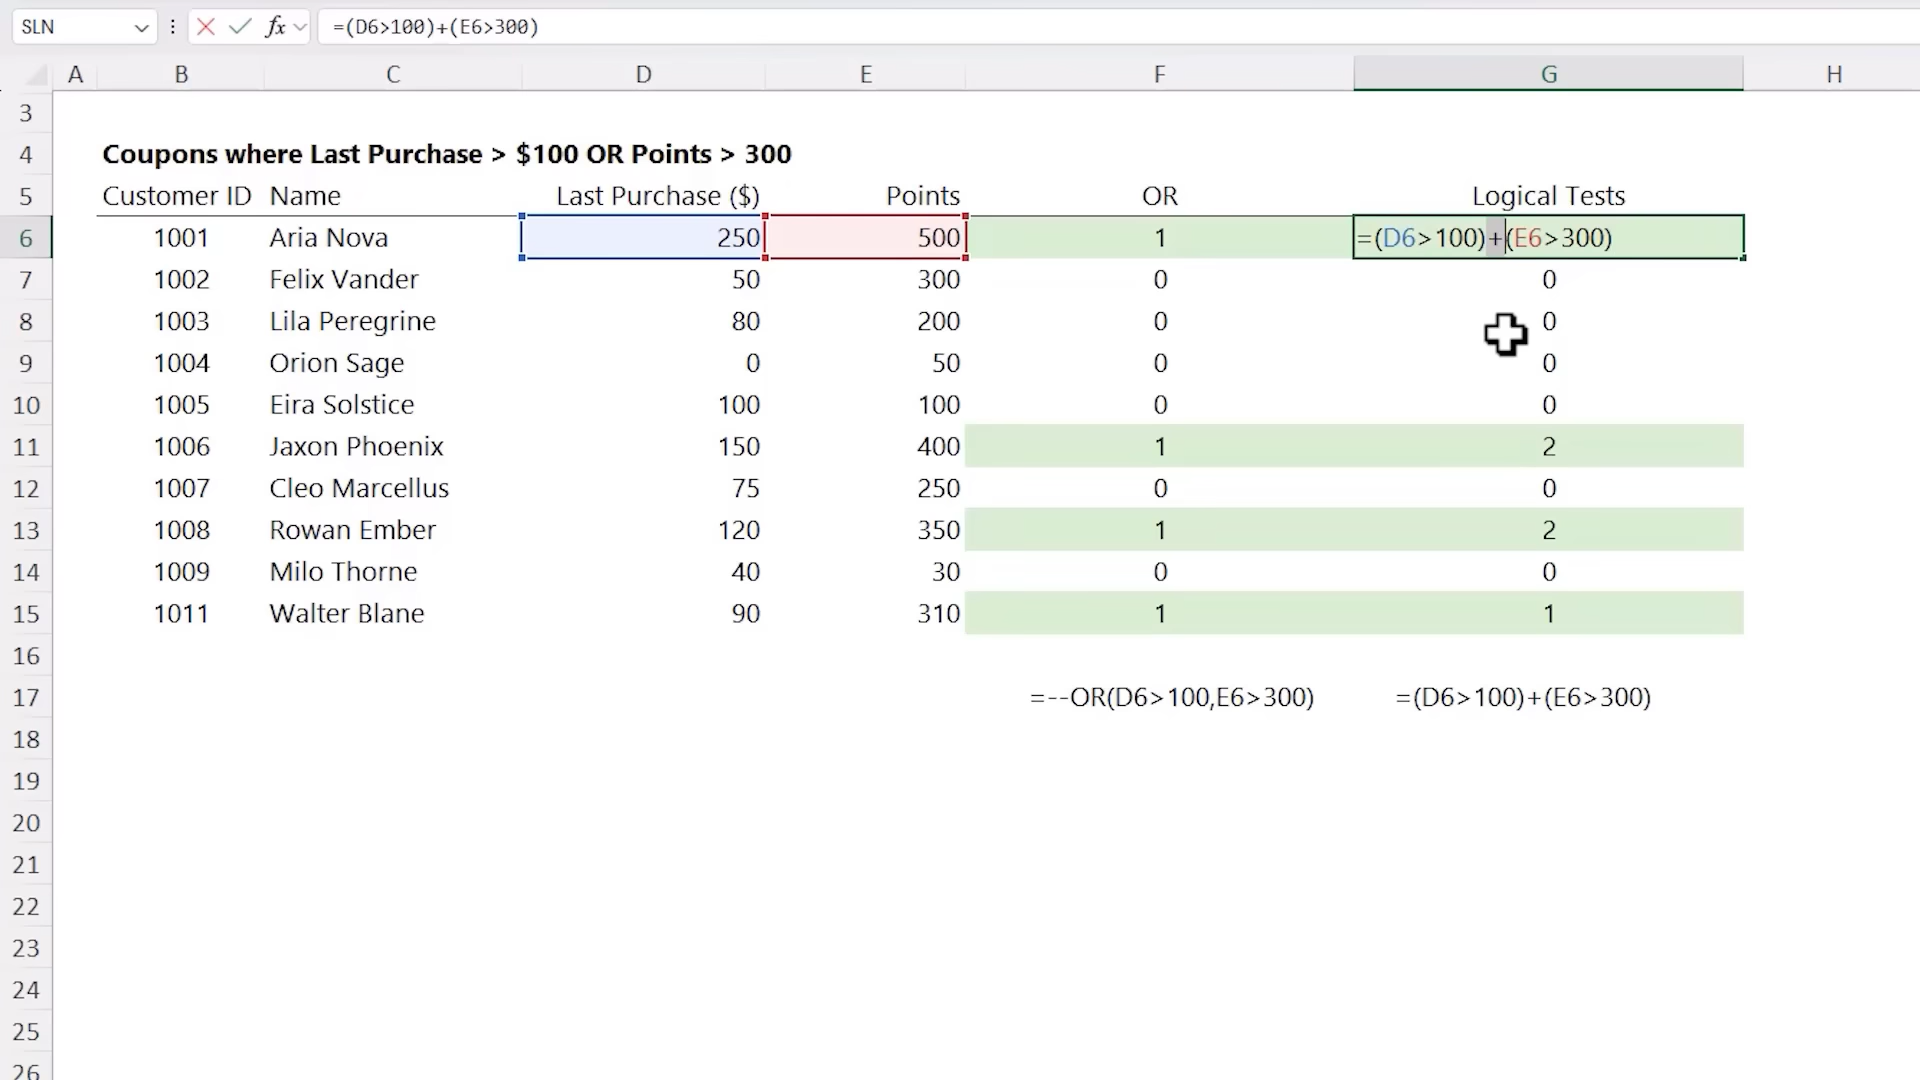 SLN fx =(D6>100)+(E6>300)
A B C D E F G H
3
4 Coupons where Last Purchase > $100 OR Points > 300
5 Customer ID Name Last Purchase ($) Points OR Logical Tests
6 1001 Aria Nova 250 500 1 =(D6>100)+(E6>300)
7 1002 Felix Vander 50 300 0 0
8 1003 Lila Peregrine 80 200 0 0
9 1004 Orion Sage 0 50 0 0
10 1005 Eira Solstice 100 100 0 0
11 1006 Jaxon Phoenix 150 400 1 2
12 1007 Cleo Marcellus 75 250 0 0
13 1008 Rowan Ember 120 350 1 2
14 1009 Milo Thorne 40 30 0 0
15 1011 Walter Blane 90 310 1 1
16
17 =--OR(D6>100,E6>300) =(D6>100)+(E6>300)
18
19
20
21
22
23
24
25
26